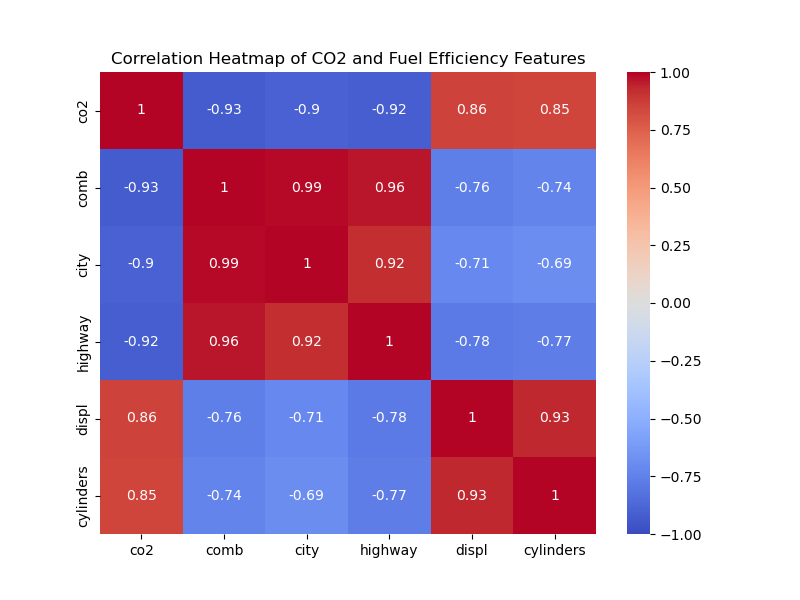 Correlation Heatmap of CO2 and Fuel Efficiency Features
co2 1 -0.93 -0.9 -0.92 0.86 0.85
comb -0.93 1 0.99 0.96 -0.76 -0.74
city -0.9 0.99 1 0.92 -0.71 -0.69
highway -0.92 0.96 0.92 1 -0.78 -0.77
displ 0.86 -0.76 -0.71 -0.78 1 0.93
cylinders 0.85 -0.74 -0.69 -0.77 0.93 1
co2 comb city highway displ cylinders
1.00
0.75
0.50
0.25
0.00
−0.25
−0.50
−0.75
−1.00